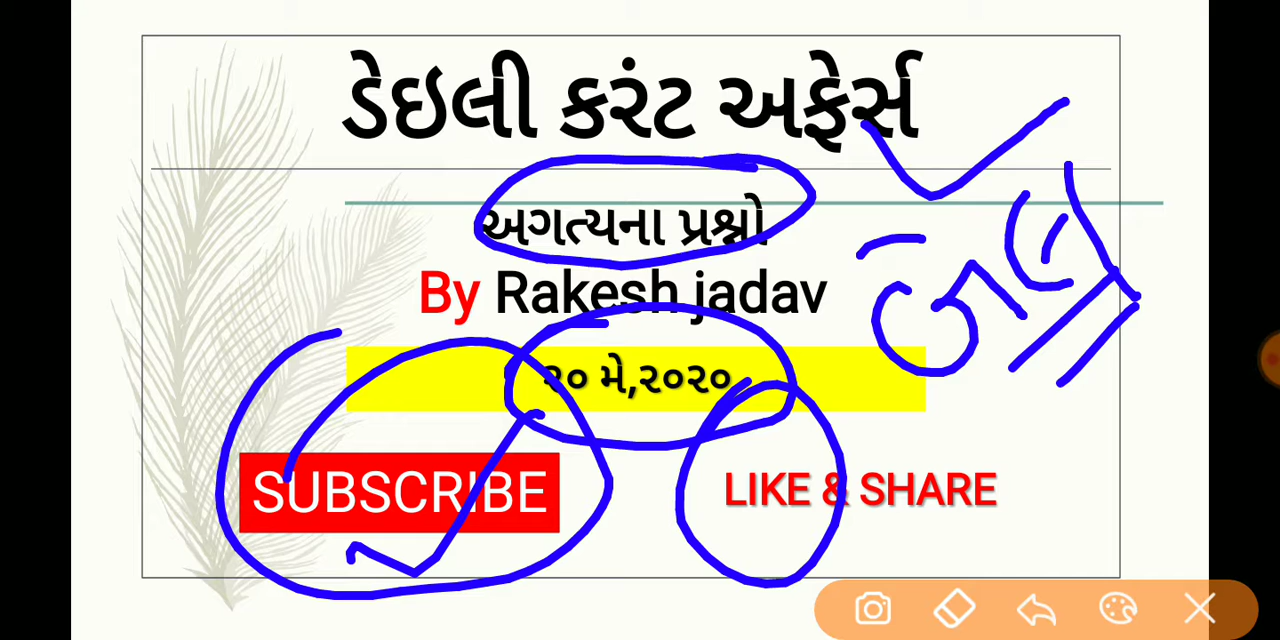 ડેઇલી કરંટ અફેર્સ
અગત્યના પ્રશ્નો
By Rakesh jadav
૨૦ મે,૨૦૨૦
SUBSCRIBE
LIKE & SHARE